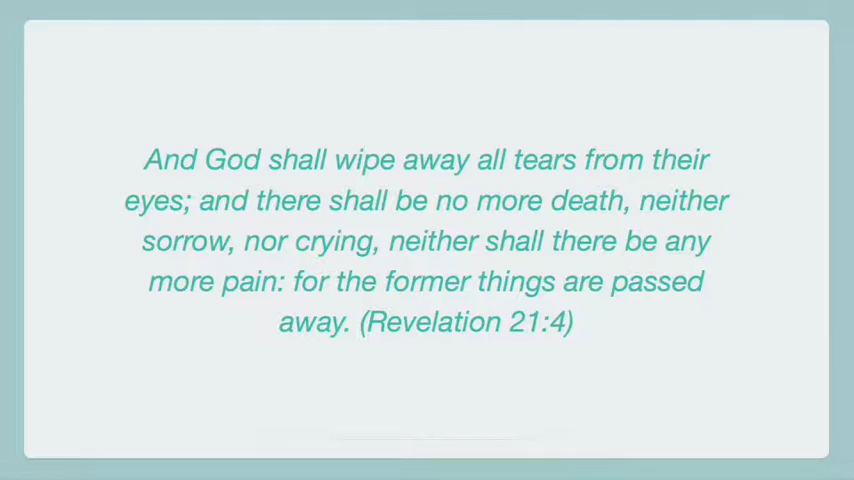 And God shall wipe away all tears from their
eyes; and there shall be no more death, neither
sorrow, nor crying, neither shall there be any
more pain: for the former things are passed
away. (Revelation 21:4)